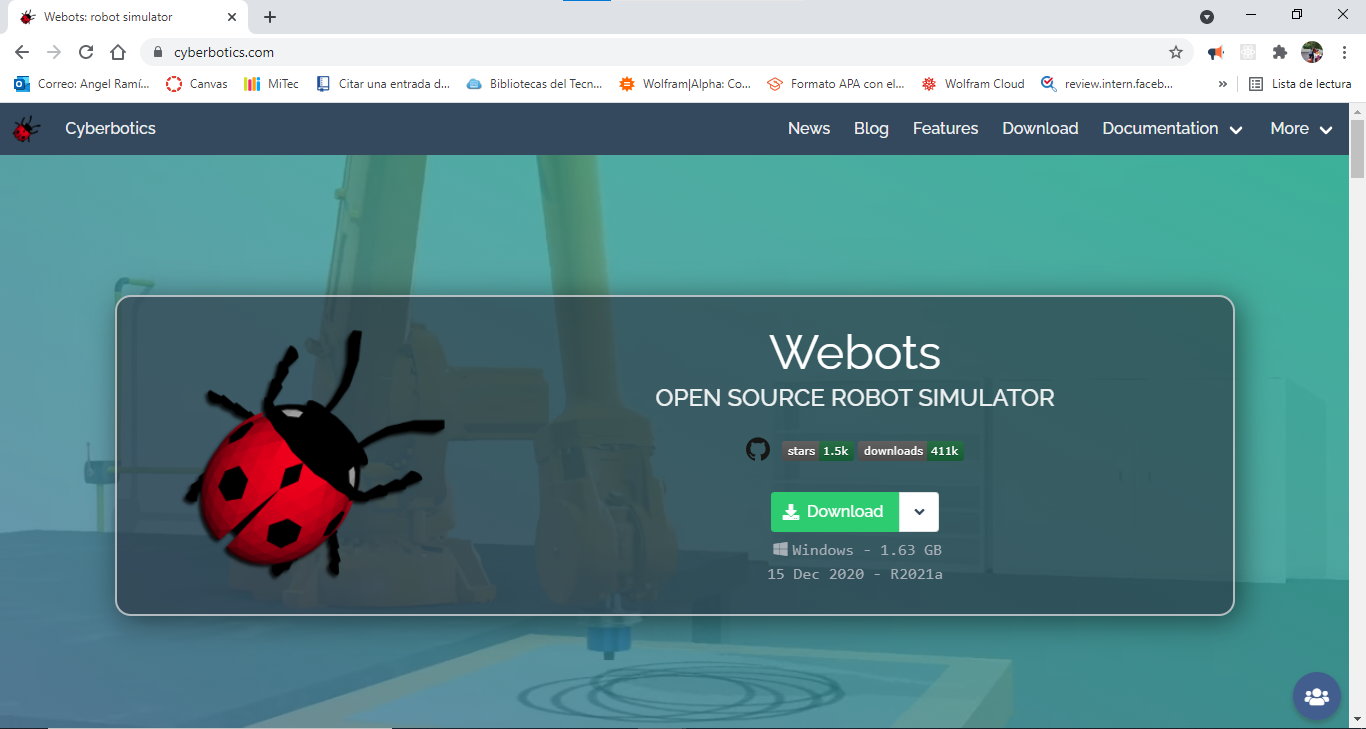 Webots: robot simulator
cyberbotics.com
Correo: Angel Ramí... Canvas MiTec Citar una entrada d... Bibliotecas del Tecn... Wolfram|Alpha: Co... Formato APA con el... Wolfram Cloud review.intern.faceb... » Lista de lectura
Cyberbotics News Blog Features Download Documentation More
Webots
OPEN SOURCE ROBOT SIMULATOR
stars 1.5k downloads 411k
Download
Windows - 1.63 GB
15 Dec 2020 - R2021a